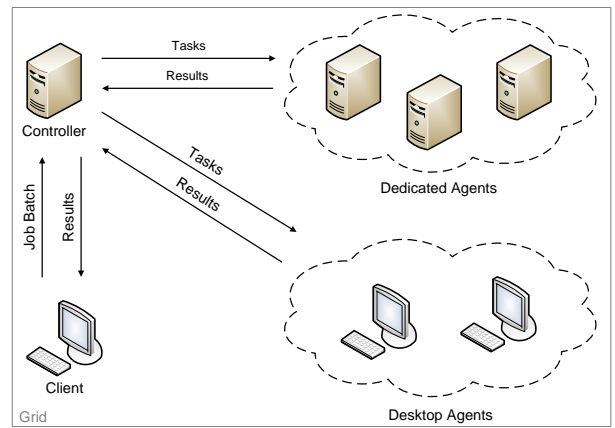 Tasks
Results
Controller
Dedicated Agents
Tasks
Results
Job Batch
Results
Client
Desktop Agents
Grid